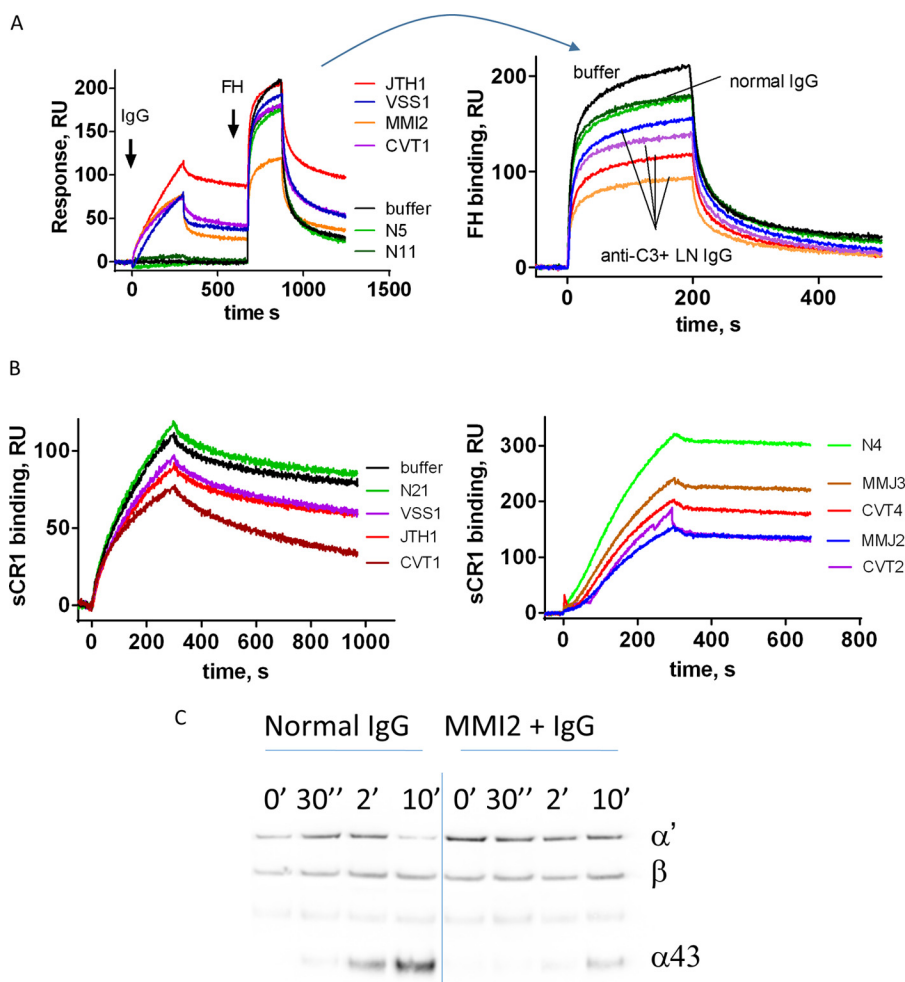 A
Response, RU
200
150
100
50
0
0
500
1000
1500
time s
IgG
FH
JTH1
VSS1
MMI2
CVT1
buffer
N5
N11
FH binding, RU
200
100
0
0
200
400
time, s
buffer
normal IgG
anti-C3+ LN IgG
B
sCR1 binding, RU
100
50
0
0
200
400
600
800
1000
time, s
buffer
N21
VSS1
JTH1
CVT1
sCR1 binding, RU
300
200
100
0
0
200
400
600
800
time, s
N4
MMJ3
CVT4
MMJ2
CVT2
C
Normal IgG MMI2 + IgG
0' 30'' 2' 10' 0' 30'' 2' 10'
α'
β
α43